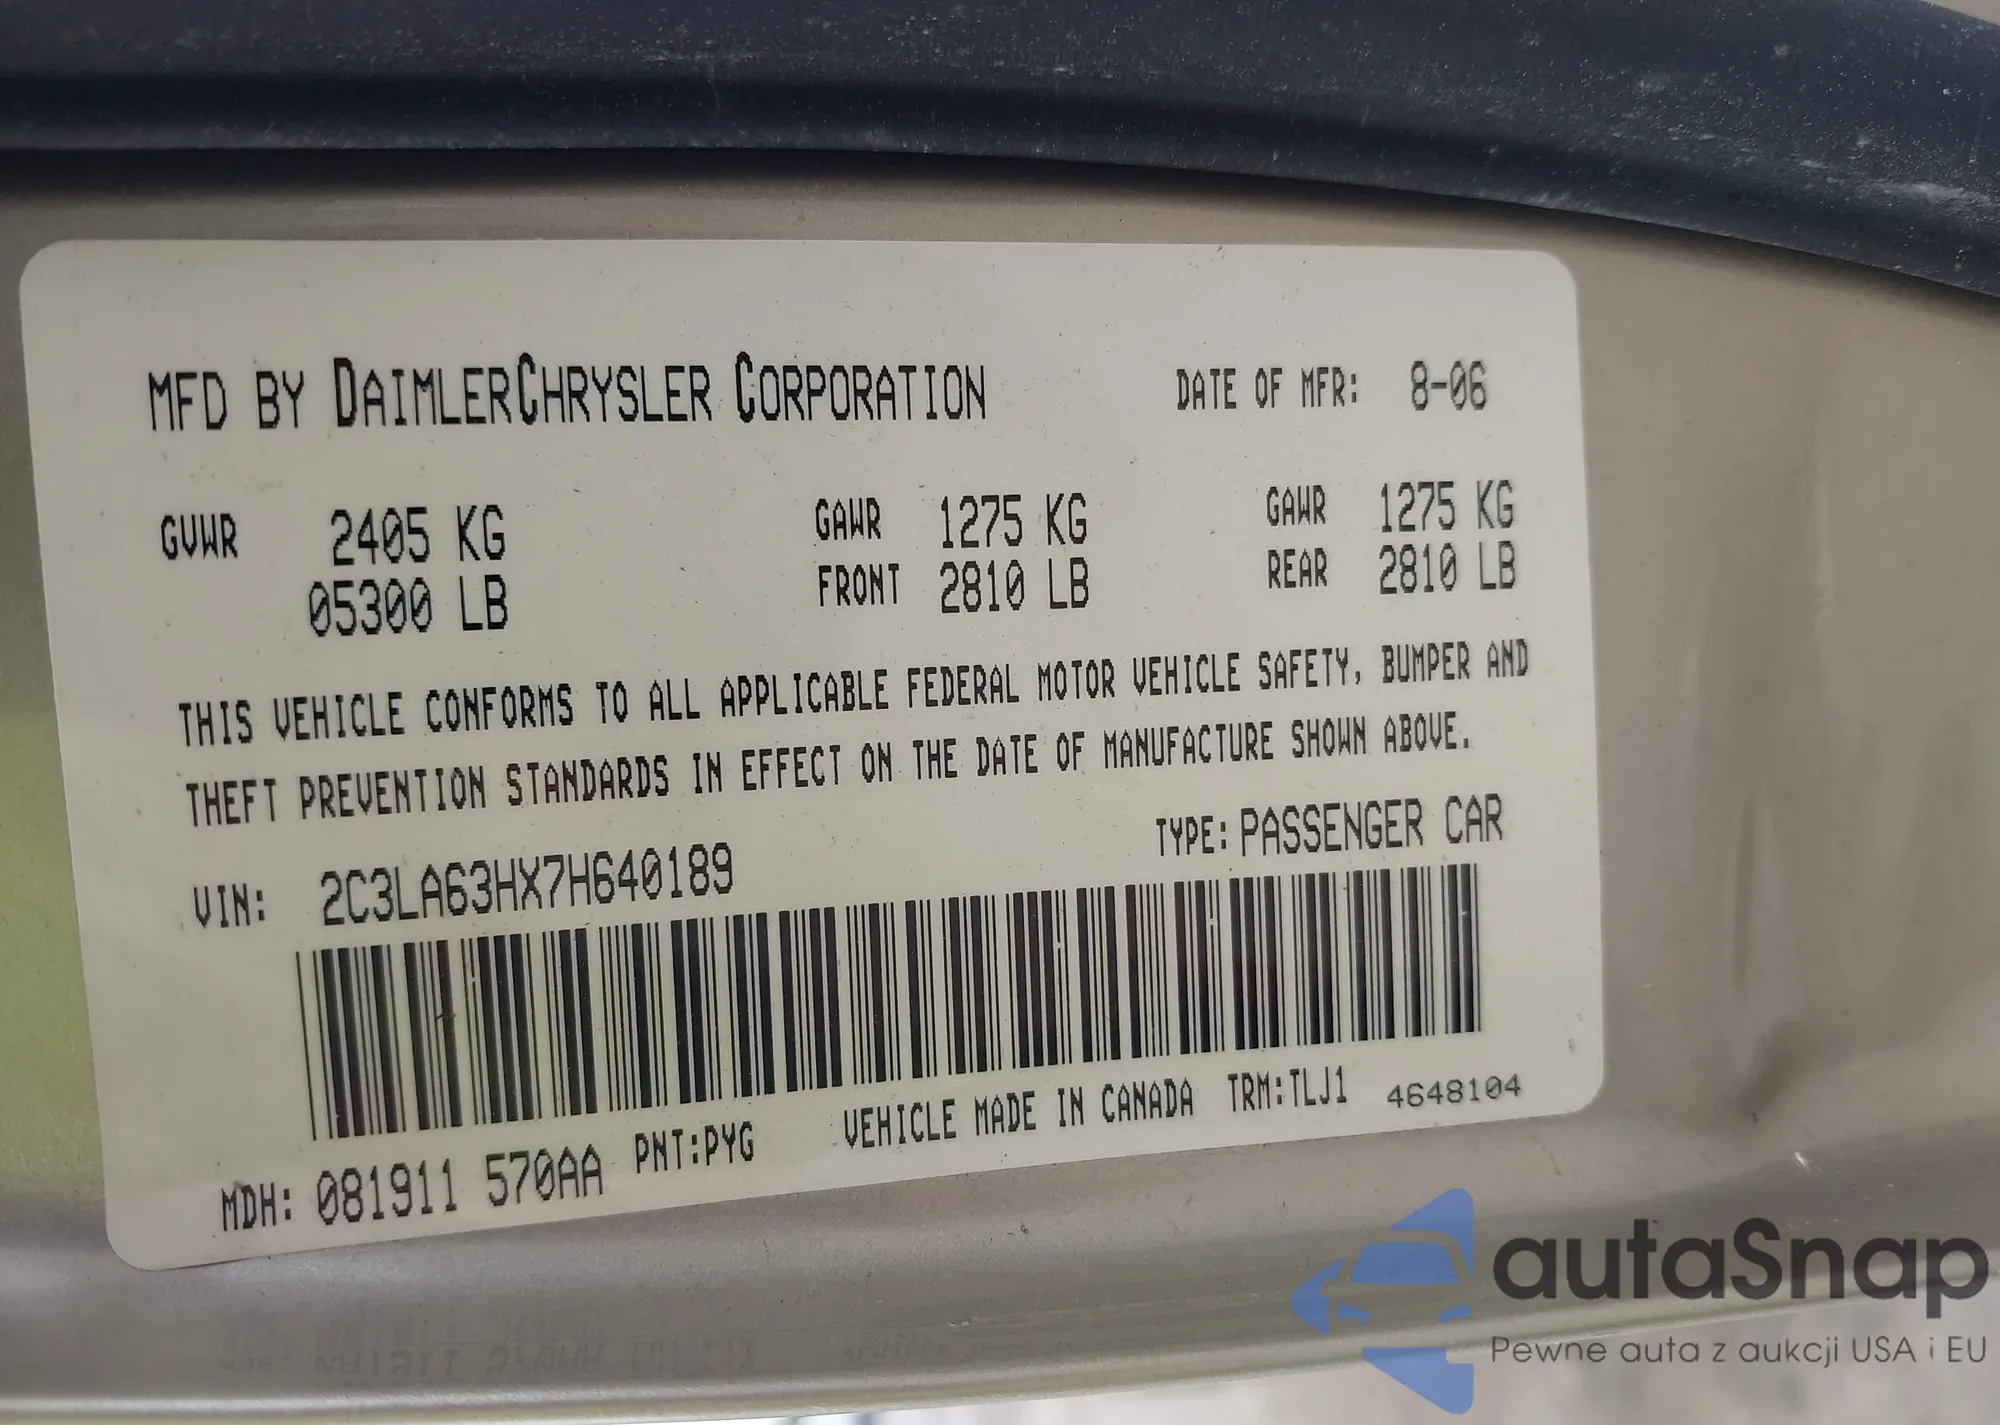 MFD BY DAIMLERCHRYSLER CORPORATION DATE OF MFR: 8-06
GVWR 2405 KG GAWR 1275 KG GAWR 1275 KG
05300 LB FRONT 2810 LB REAR 2810 LB
THIS VEHICLE CONFORMS TO ALL APPLICABLE FEDERAL MOTOR VEHICLE SAFETY, BUMPER AND
THEFT PREVENTION STANDARDS IN EFFECT ON THE DATE OF MANUFACTURE SHOWN ABOVE.
VIN: 2C3LA63HX7H640189 TYPE: PASSENGER CAR
MDH: 081911 570AA PNT:PYG VEHICLE MADE IN CANADA TRM:TLJ1 4648104
autaSnap
Pewne auta z aukcji USA i EU